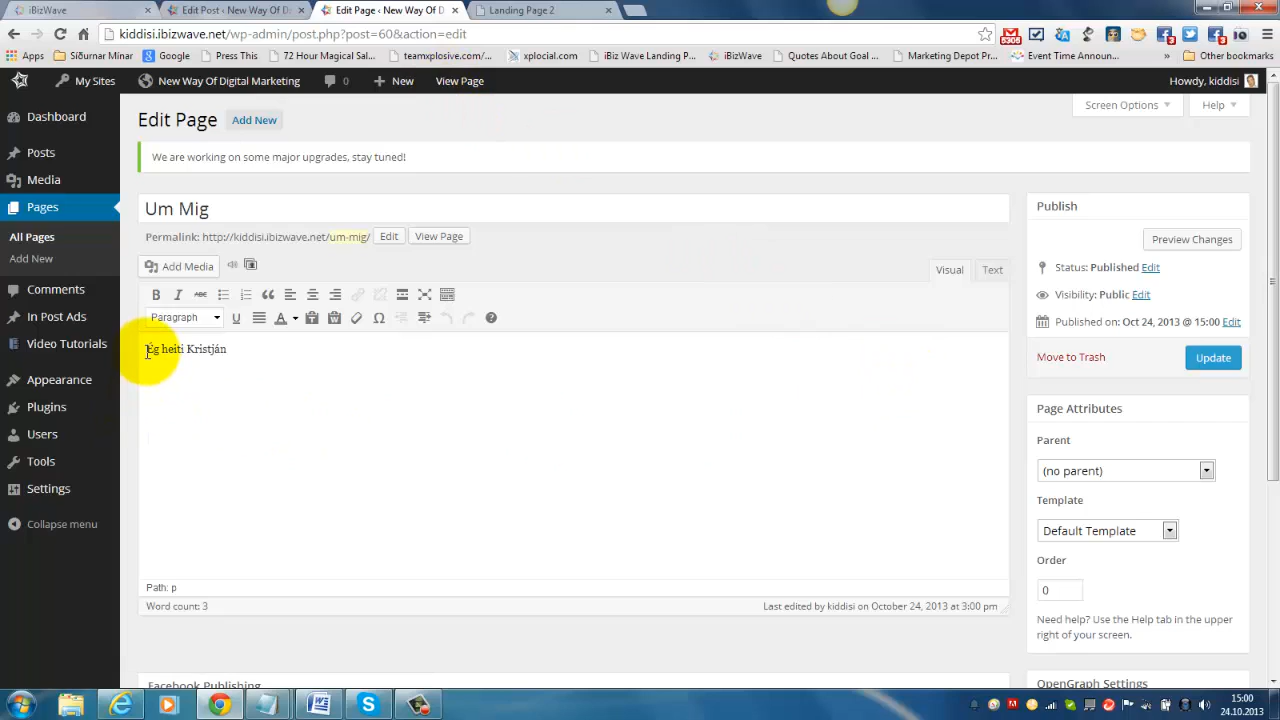 iBizWave
Edit Post ‹ New Way Of D
Edit Page ‹ New Way Of D
Landing Page 2
kiddisi.ibizwave.net/wp-admin/post.php?post=60&action=edit
Apps
Siðurnar Minar
Google
Press This
72 Hour Magical Sal...
teamxplosive.com/...
xplocial.com
iBiz Wave Landing P...
iBizWave
Quotes About Goal ...
Marketing Depot Pr...
Event Time Announ...
»
Other bookmarks
My Sites
New Way Of Digital Marketing
0
New
View Page
Howdy, kiddisi
Dashboard
Posts
Media
Pages
All Pages
Add New
Comments
In Post Ads
Video Tutorials
Appearance
Plugins
Users
Tools
Settings
Collapse menu
Screen Options
Help
Edit Page
Add New
We are working on some major upgrades, stay tuned!
Um Mig
Permalink: http://kiddisi.ibizwave.net/um-mig/
Edit
View Page
Add Media
Visual
Text
Paragraph
Ég heiti Kristján
Path: p
Word count: 3
Last edited by kiddisi on October 24, 2013 at 3:00 pm
Facebook Publishing
Publish
Preview Changes
Status: Published Edit
Visibility: Public Edit
Published on: Oct 24, 2013 @ 15:00 Edit
Move to Trash
Update
Page Attributes
Parent
(no parent)
Template
Default Template
Order
0
Need help? Use the Help tab in the upper
right of your screen.
OpenGraph Settings
15:00
24.10.2013